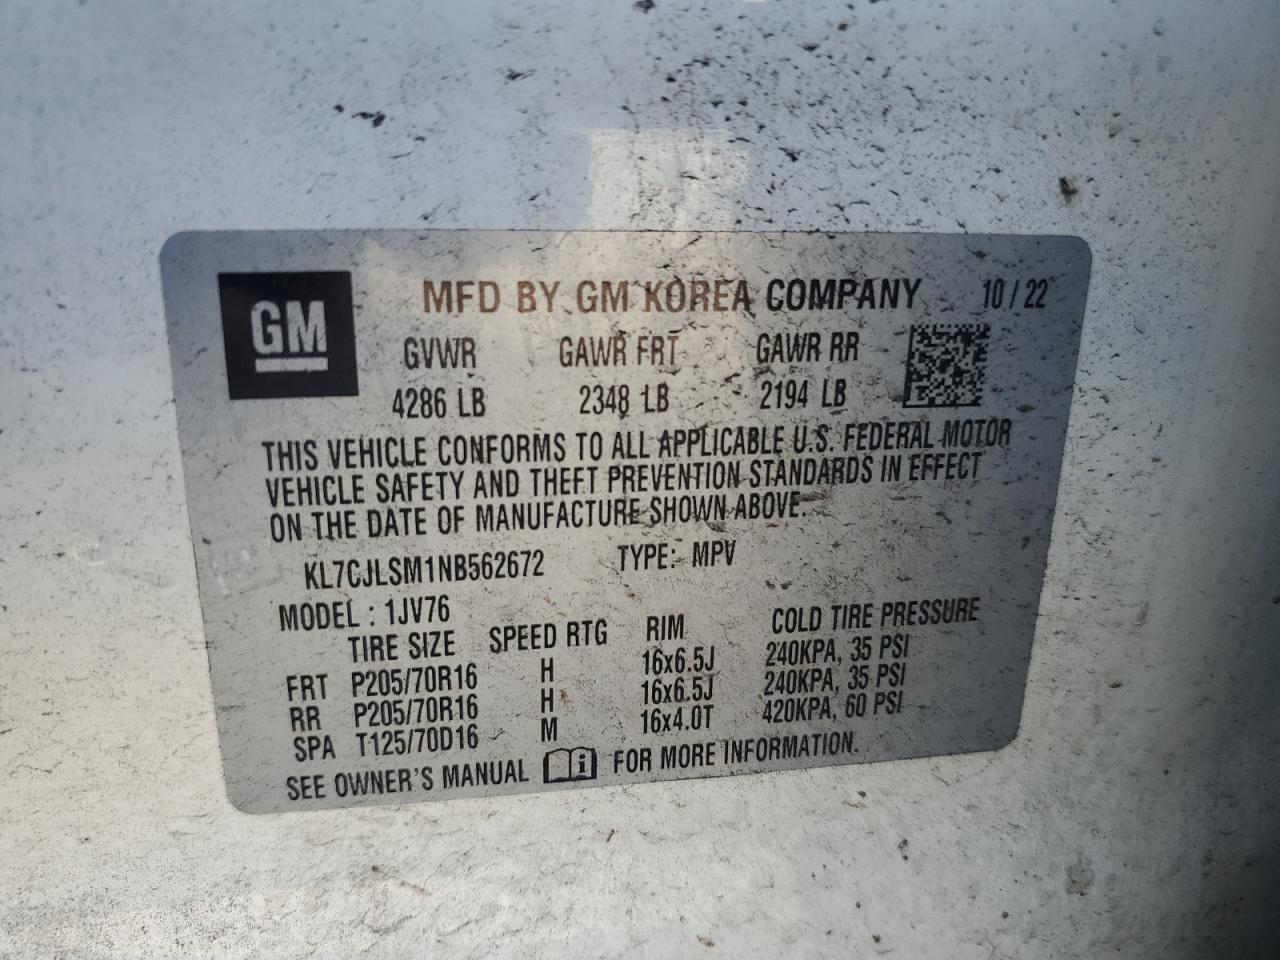 GM
MFD BY GM KOREA COMPANY 10/22
GVWR GAWR FRT GAWR RR
4286 LB 2348 LB 2194 LB
THIS VEHICLE CONFORMS TO ALL APPLICABLE U.S. FEDERAL MOTOR
VEHICLE SAFETY AND THEFT PREVENTION STANDARDS IN EFFECT
ON THE DATE OF MANUFACTURE SHOWN ABOVE.
KL7CJLSM1NB562672 TYPE: MPV
MODEL : 1JV76
TIRE SIZE SPEED RTG RIM COLD TIRE PRESSURE
FRT P205/70R16 H 16x6.5J 240KPA, 35 PSI
RR P205/70R16 H 16x6.5J 240KPA, 35 PSI
SPA T125/70D16 M 16x4.0T 420KPA, 60 PSI
SEE OWNER'S MANUAL i FOR MORE INFORMATION.